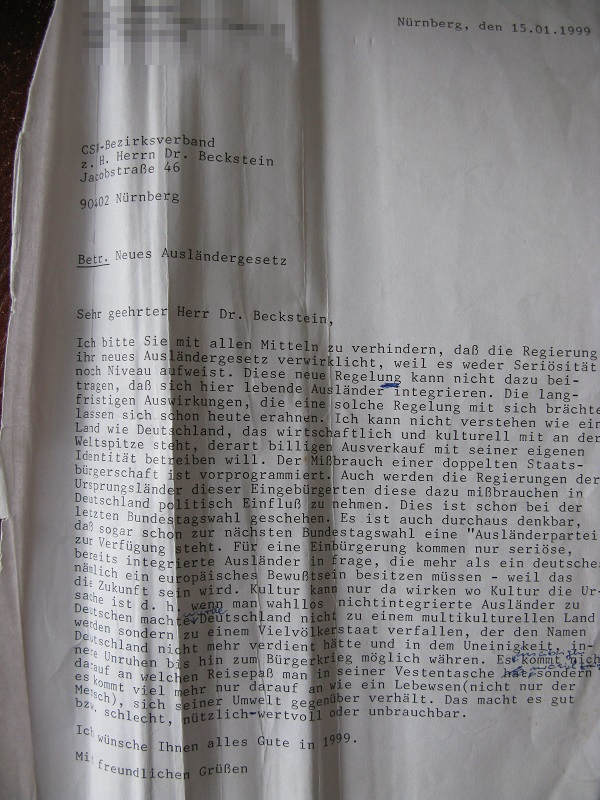 Nürnberg, den 15.01.1999
CSU-Bezirksverband
z. H. Herrn Dr. Beckstein
Jacobstraße 46
90402 Nürnberg
Betr. Neues Ausländergesetz
Sehr geehrter Herr Dr. Beckstein,
Ich bitte Sie mit allen Mitteln zu verhindern, daß die Regierung
ihr neues Ausländergesetz verwirklicht, weil es weder Seriösität
noch Niveau aufweist. Diese neue Regelung kann nicht dazu bei-
tragen, daß sich hier lebende Ausländer integrieren. Die lang-
fristigen Auswirkungen, die eine solche Regelung mit sich brächte
lassen sich schon heute erahnen. Ich kann nicht verstehen wie ein
Land wie Deutschland, das wirtschaftlich und kulturell mit an der
Weltspitze steht, derart billigen Ausverkauf mit seiner eigenen
Identität betreiben will. Der Mißbrauch einer doppelten Staats-
bürgerschaft ist vorprogrammiert. Auch werden die Regierungen der
Ursprungsländer dieser Eingebürgerten diese dazu mißbrauchen in
Deutschland politisch Einfluß zu nehmen. Dies ist schon bei der
letzten Bundestagswahl geschehen. Es ist auch durchaus denkbar,
daß sogar schon zur nächsten Bundestagswahl eine "Ausländerpartei
zur Verfügung steht. Für eine Einbürgerung kommen nur seriöse,
bereits integrierte Ausländer in frage, die mehr als ein deutsches
nämlich ein europäisches Bewußtsein besitzen müssen - weil das
die Zukunft sein wird. Kultur kann nur da wirken wo Kultur die Ur-
sache ist d. h. wenn man wahllos nichtintegrierte Ausländer zu
Deutschen machte, Deutschland nicht zu einem multikulturellen Land
werden sondern zu einem Vielvölkerstaat verfallen, der den Namen
Deutschland nicht mehr verdient hätte und in dem Uneinigkeit, in-
nere Unruhen bis hin zum Bürgerkrieg möglich währen. Es kommt nich
darauf an welchen Reisepaß man in seiner Vestentasche hat, sondern
es kommt viel mehr nur darauf an wie ein Lebewsen(nicht nur der
Mensch), sich seiner Umwelt gegenüber verhält. Das macht es gut
bzw. schlecht, nützlich-wertvoll oder unbrauchbar.
Ich wünsche Ihnen alles Gute in 1999.
Mit freundlichen Grüßen